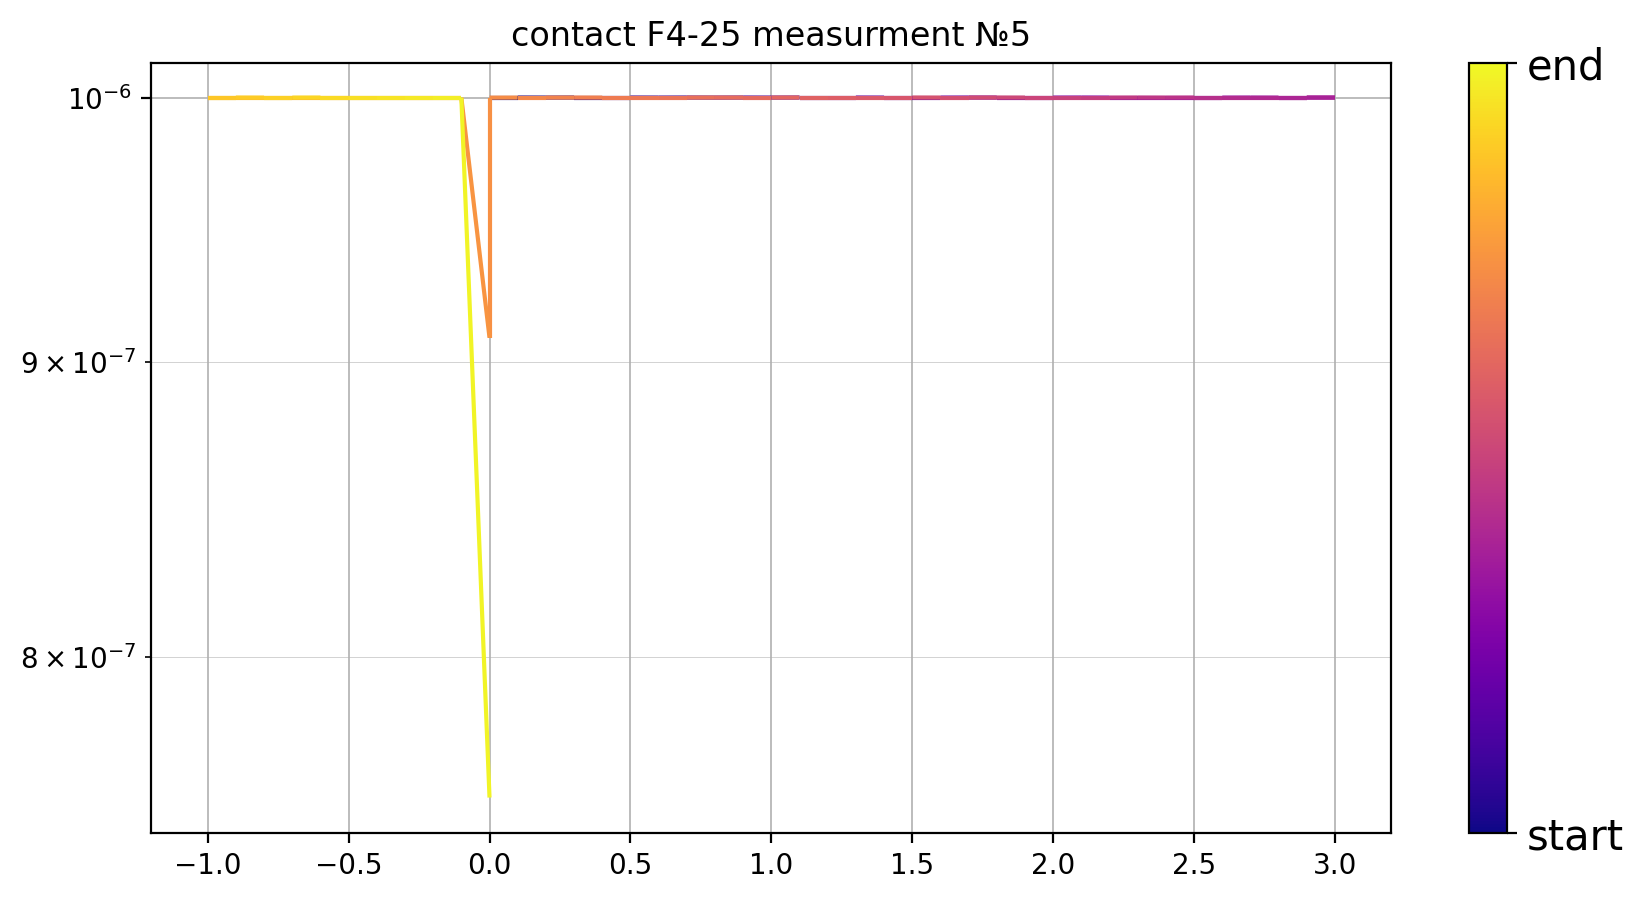 contact F4-25 measurment №5
10⁻⁶
9 × 10⁻⁷
8 × 10⁻⁷
−1.0 −0.5 0.0 0.5 1.0 1.5 2.0 2.5 3.0
end
start